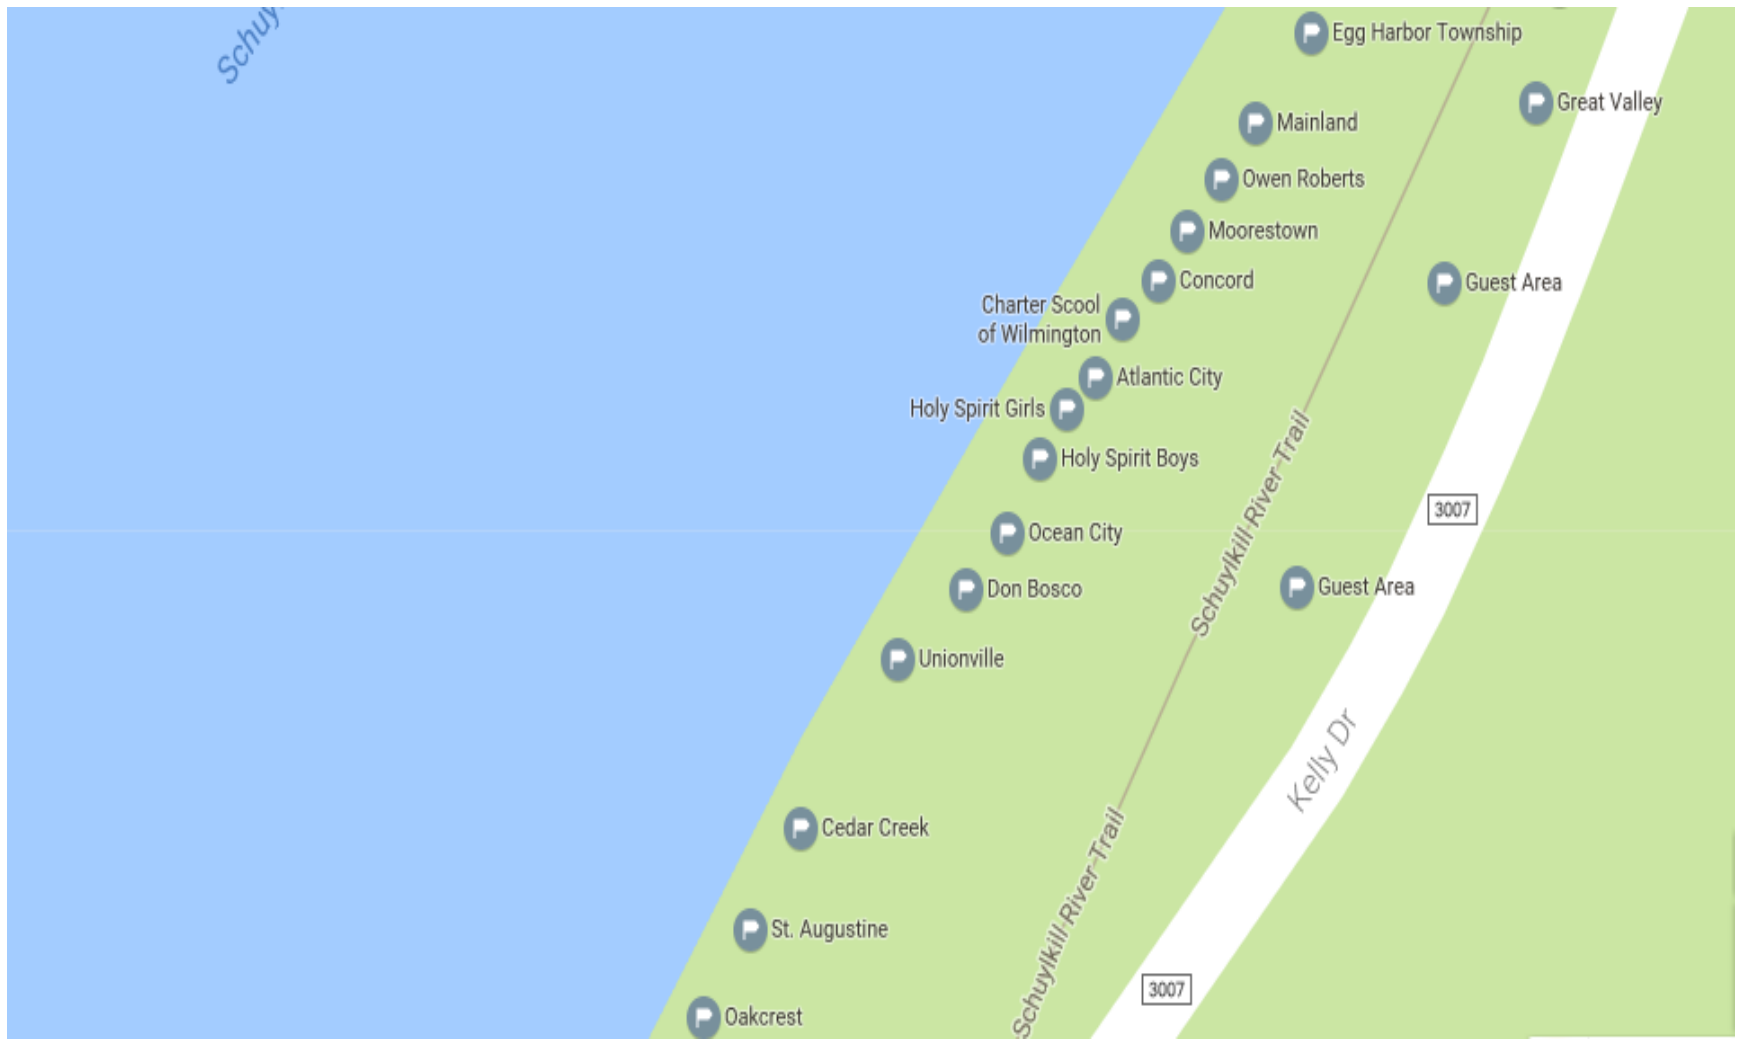 Schuy
Egg Harbor Township
Great Valley
Mainland
Owen Roberts
Moorestown
Concord
Guest Area
Charter Scool
of Wilmington
Atlantic City
Holy Spirit Girls
Holy Spirit Boys
Schuylkill River Trail
3007
Ocean City
Don Bosco
Guest Area
Unionville
Kelly Dr
Cedar Creek
Schuylkill River Trail
St. Augustine
3007
Oakcrest